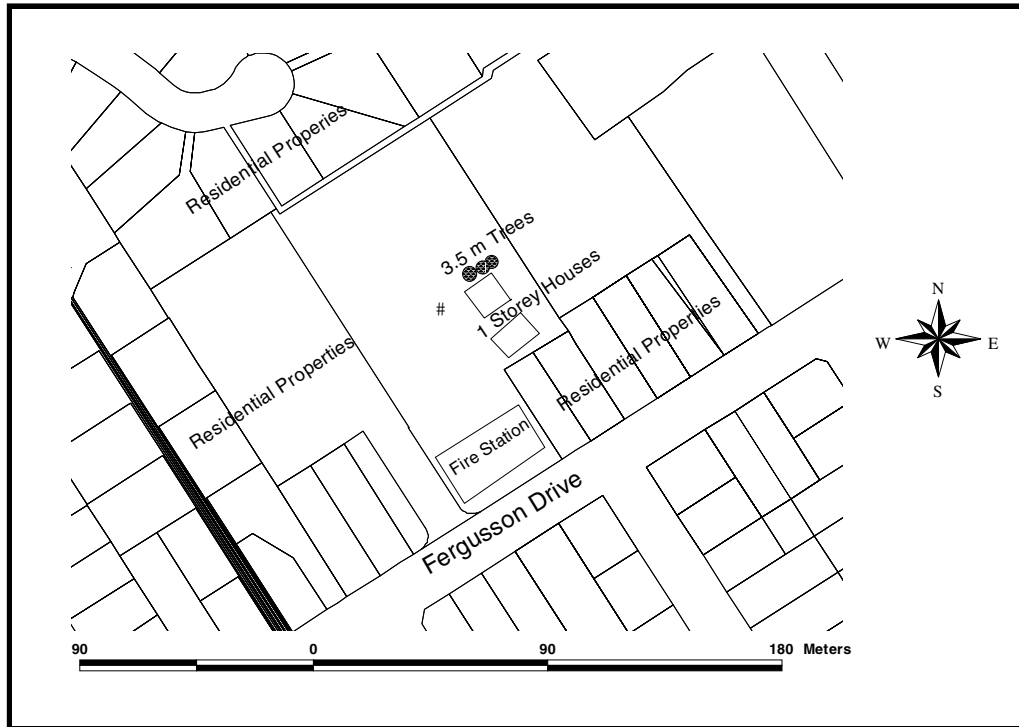 Residential Properies
3.5 m Trees
1 Storey Houses
#
N
W
E
S
Residential Properties
Residential Properties
Fire Station
Fergusson Drive
90 0 90 180 Meters